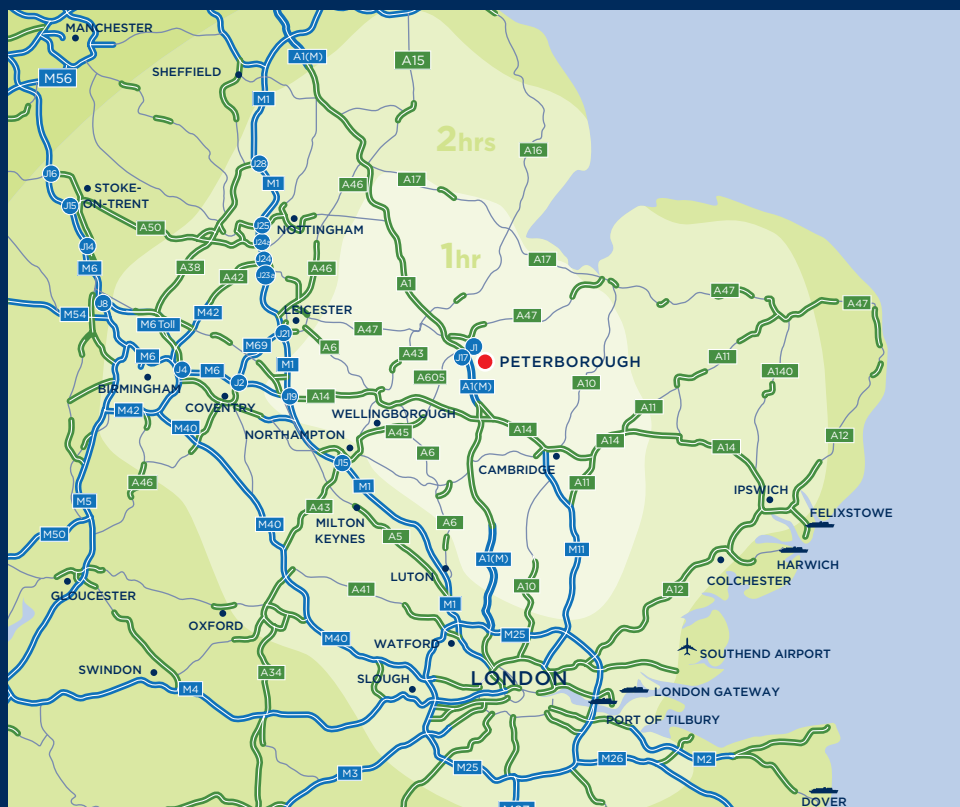 MANCHESTER
A1(M)
A15
SHEFFIELD
M56
M1
2hrs
A16
J28
J16
M1
A46
A17
STOKE-
ON-TRENT
J15
A50
J25
NOTTINGHAM
J24a
J14
1hr
J24
A17
M6
A38
A42
J23a
A46
A1
A47
J8
A47
M54
M42
LEICESTER
A47
M6 Toll
A47
J21
M69
A6
J1
A43
J17
PETERBOROUGH
M6
M1
A11
J4
M6
A140
A605
BIRMINGHAM
J2
A1(M)
A10
J19
A14
COVENTRY
A11
M42
WELLINGBOROUGH
M40
A14
A45
NORTHAMPTON
A14
A12
A14
A6
J15
CAMBRIDGE
A46
M1
A11
IPSWICH
M5
A43
FELIXSTOWE
MILTON
KEYNES
M40
A6
M50
A5
M11
A1(M)
HARWICH
LUTON
COLCHESTER
A41
A10
A12
GLOUCESTER
M1
OXFORD
M40
M25
WATFORD
SOUTHEND AIRPORT
SWINDON
A34
SLOUGH
LONDON
M4
LONDON GATEWAY
PORT OF TILBURY
M26
M2
M25
M3
DOVER